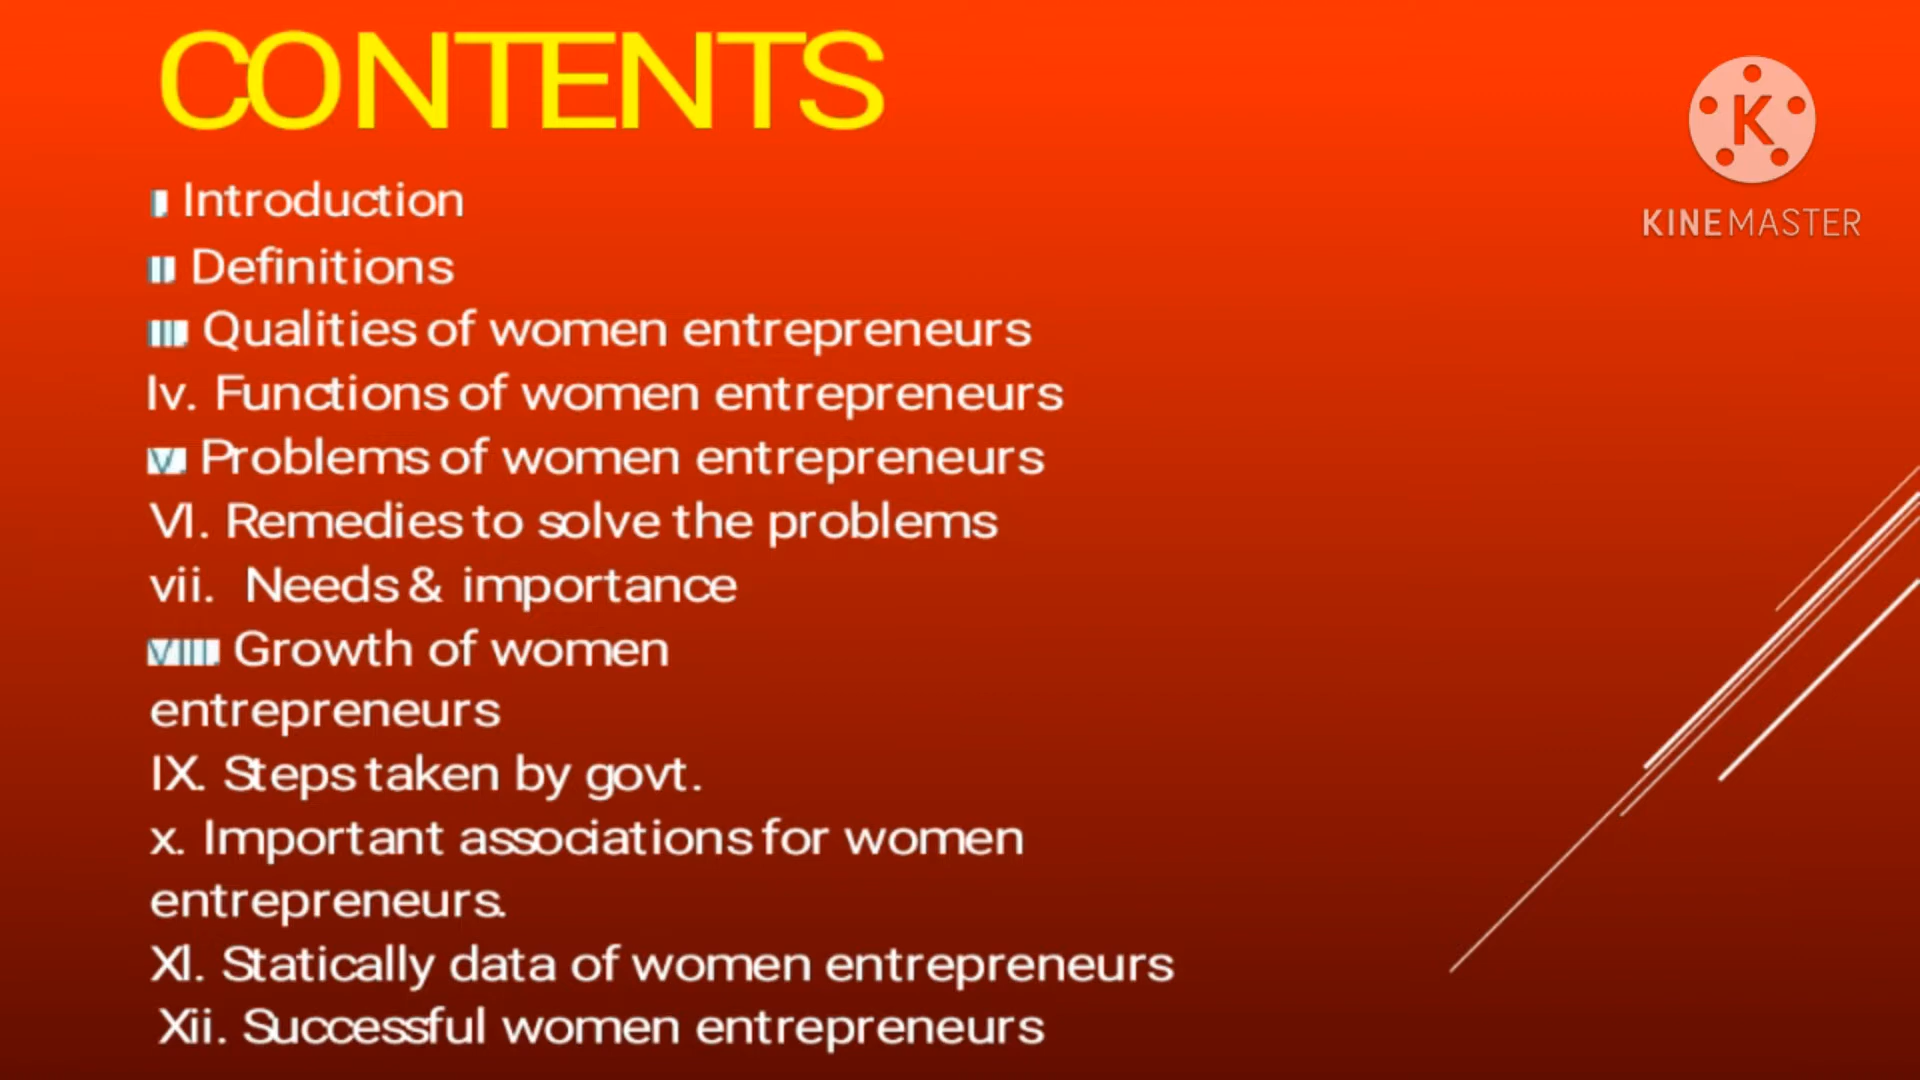 CONTENTS
I Introduction
II Definitions
III. Qualities of women entrepreneurs
Iv. Functions of women entrepreneurs
V. Problems of women entrepreneurs
VI. Remedies to solve the problems
vii. Needs & importance
VIII. Growth of women
entrepreneurs
IX. Steps taken by govt.
x. Important associations for women
entrepreneurs.
XI. Statically data of women entrepreneurs
Xii. Successful women entrepreneurs
K
KINEMASTER